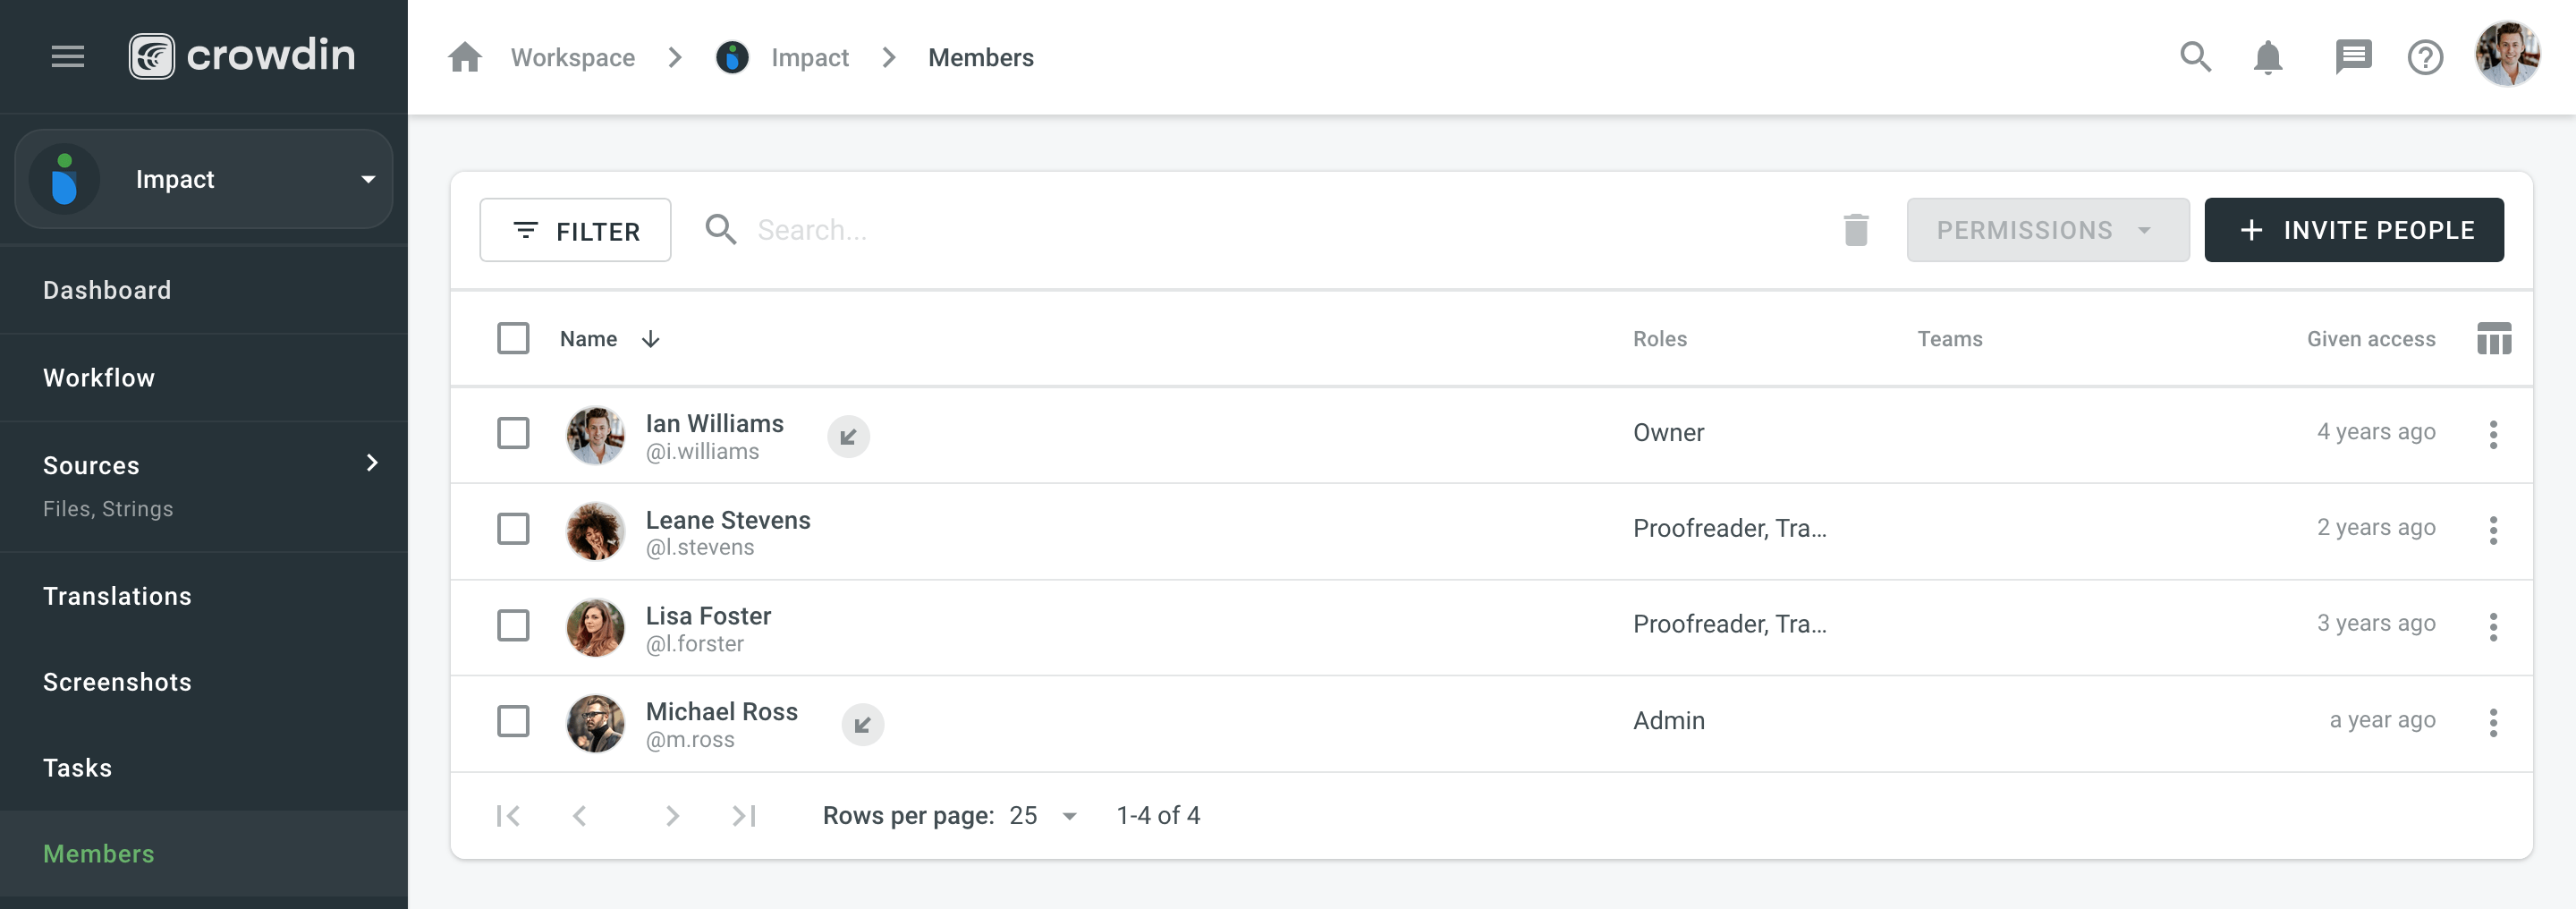 crowdin
Workspace
Impact
Members
Impact
Dashboard
Workflow
Sources
Files, Strings
Translations
Screenshots
Tasks
Members
FILTER
Search...
PERMISSIONS
INVITE PEOPLE
Name
Roles
Teams
Given access
Ian Williams
@i.williams
Owner
4 years ago
Leane Stevens
@l.stevens
Proofreader, Tra...
2 years ago
Lisa Foster
@l.forster
Proofreader, Tra...
3 years ago
Michael Ross
@m.ross
Admin
a year ago
Rows per page: 25
1-4 of 4